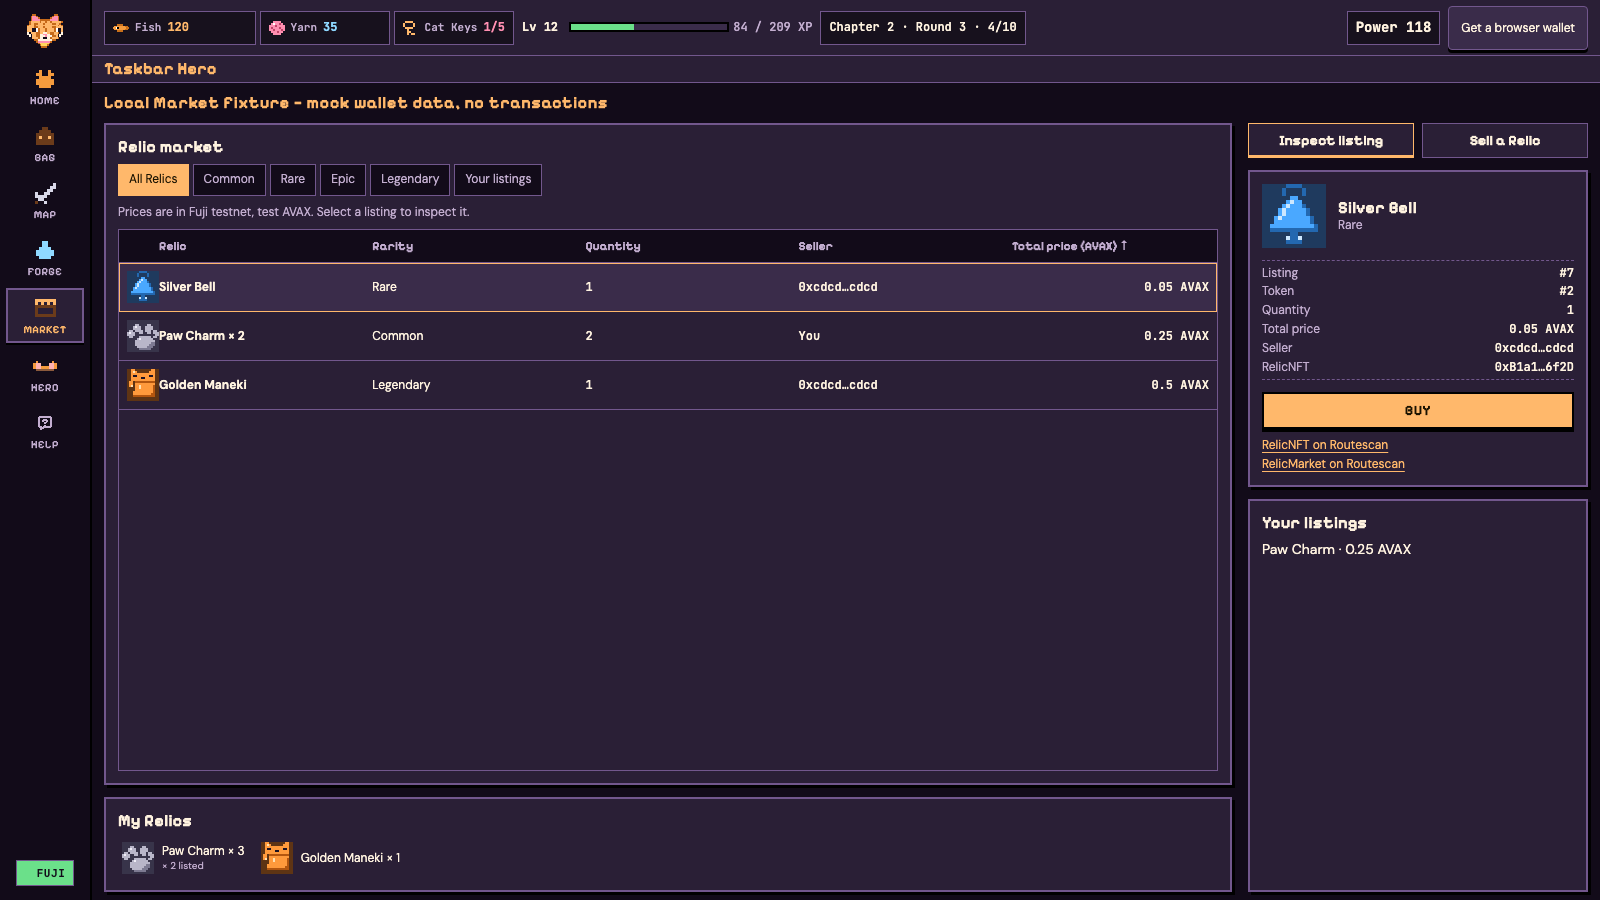 Fish 120
Yarn 35
Cat Keys 1/5
Lv 12
84 / 209 XP
Chapter 2 · Round 3 · 4/10
Power 118
Get a browser wallet
HOME
BAG
MAP
FORGE
MARKET
HERO
HELP
FUJI
Taskbar Hero
Local Market Fixture - mock wallet data, no transactions
Relic market
All Relics
Common
Rare
Epic
Legendary
Your listings
Prices are in Fuji testnet, test AVAX. Select a listing to inspect it.
Relic Rarity Quantity Seller Total price (AVAX) ↑
Silver Bell Rare 1 0xcdcd…cdcd 0.05 AVAX
Paw Charm × 2 Common 2 You 0.25 AVAX
Golden Maneki Legendary 1 0xcdcd…cdcd 0.5 AVAX
My Relics
Paw Charm × 3
× 2 listed
Golden Maneki × 1
Inspect listing
Sell a Relic
Silver Bell
Rare
Listing #7
Token #2
Quantity 1
Total price 0.05 AVAX
Seller 0xcdcd…cdcd
RelicNFT 0xB1a1…6f2D
BUY
RelicNFT on Routescan
RelicMarket on Routescan
Your listings
Paw Charm · 0.25 AVAX